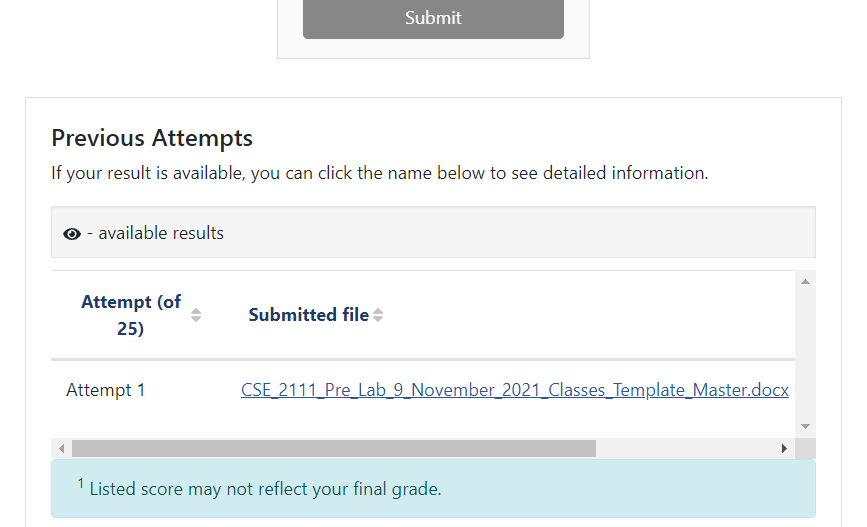 Submit
Previous Attempts
If your result is available, you can click the name below to see detailed information.
- available results
Attempt (of
25)
Submitted file
Attempt 1
CSE_2111_Pre_Lab_9_November_2021_Classes_Template_Master.docx
1 Listed score may not reflect your final grade.